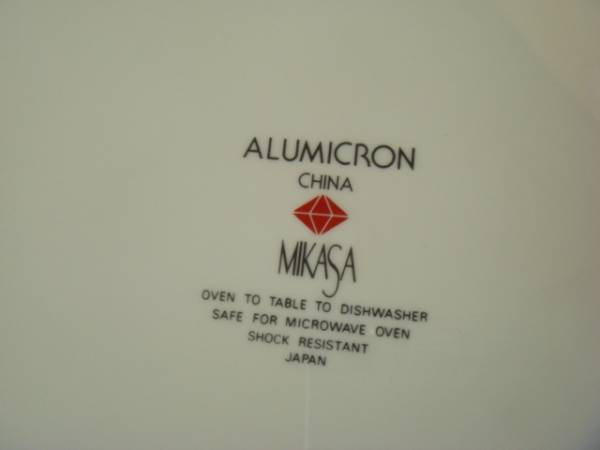 ALUMICRON
CHINA
MIKASA
OVEN TO TABLE TO DISHWASHER
SAFE FOR MICROWAVE OVEN
SHOCK RESISTANT
JAPAN